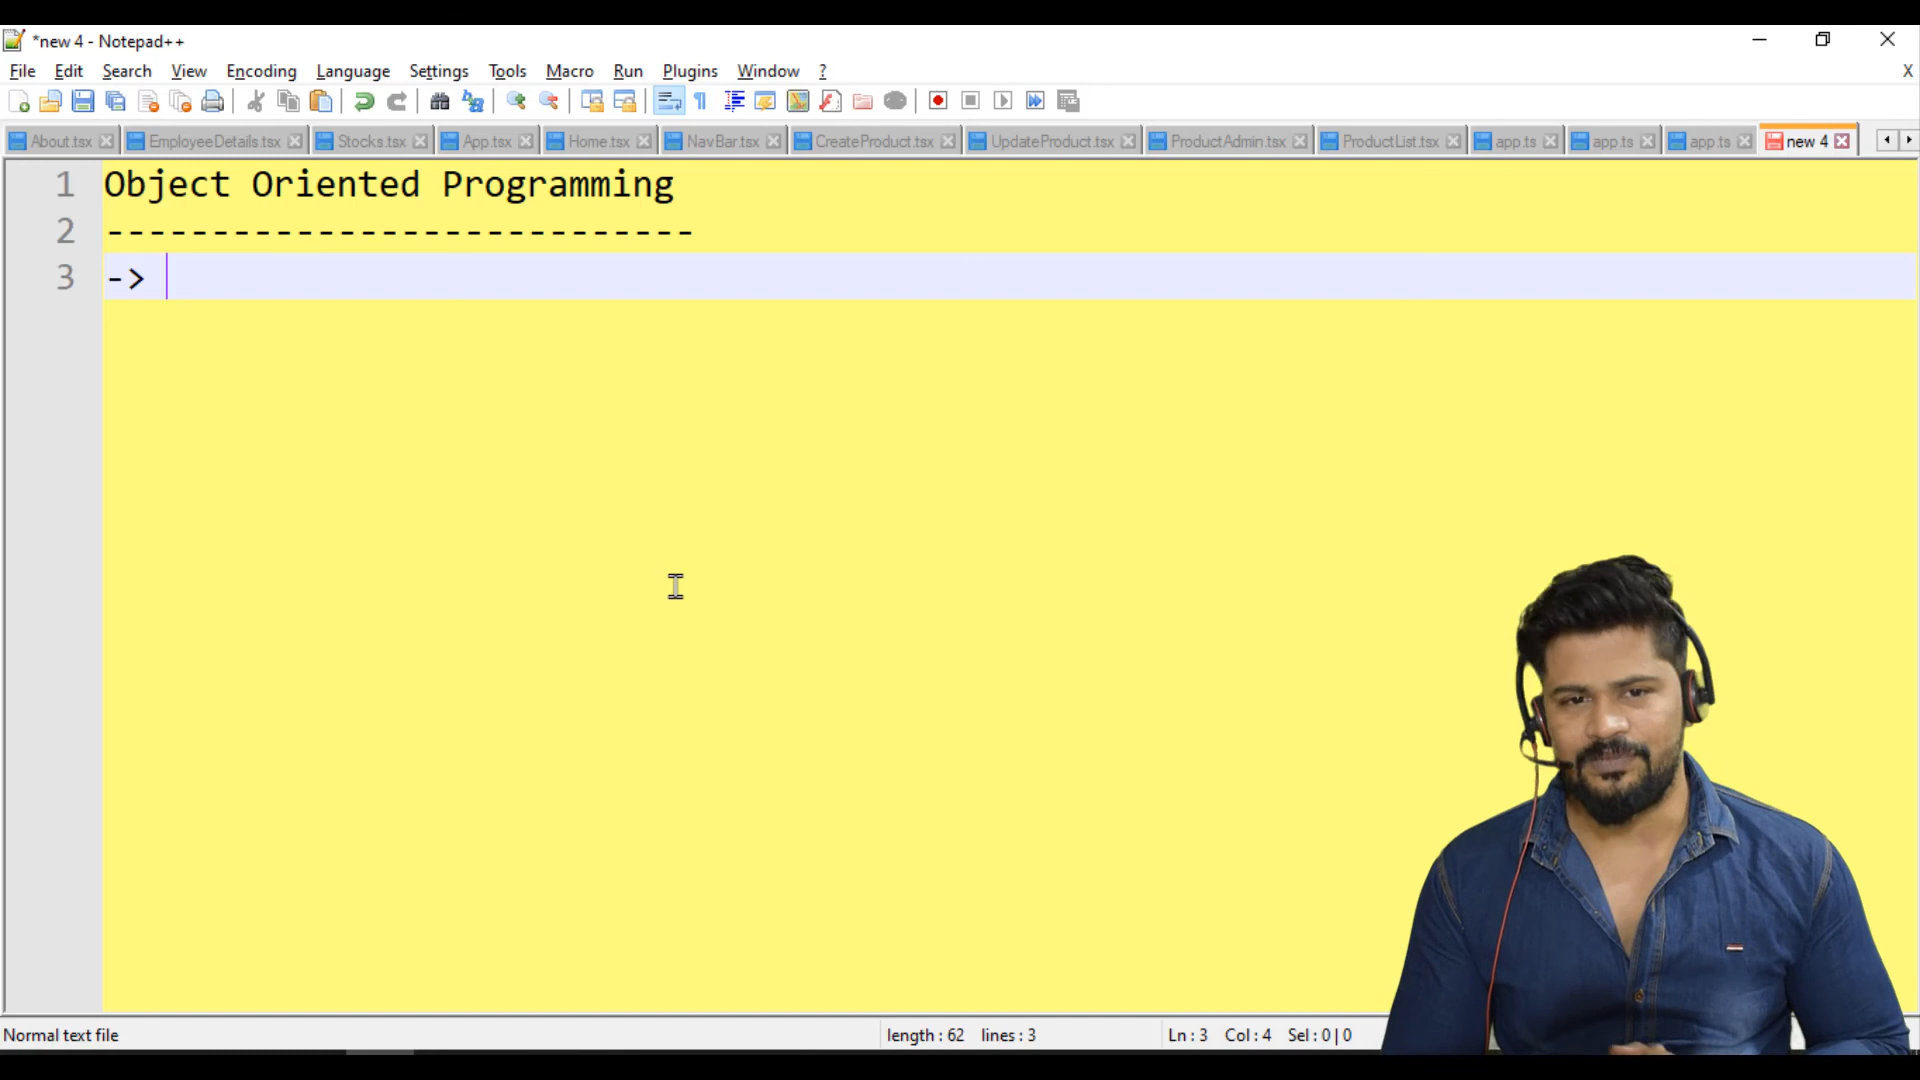 *new 4 - Notepad++
File Edit Search View Encoding Language Settings Tools Macro Run Plugins Window ? X
About.tsx EmployeeDetails.tsx Stocks.tsx App.tsx Home.tsx NavBar.tsx CreateProduct.tsx UpdateProduct.tsx ProductAdmin.tsx ProductList.tsx app.ts app.ts app.ts new 4
1 Object Oriented Programming
2 ----------------------------
3 ->
Normal text file length : 62 lines : 3 Ln : 3 Col : 4 Sel : 0 | 0